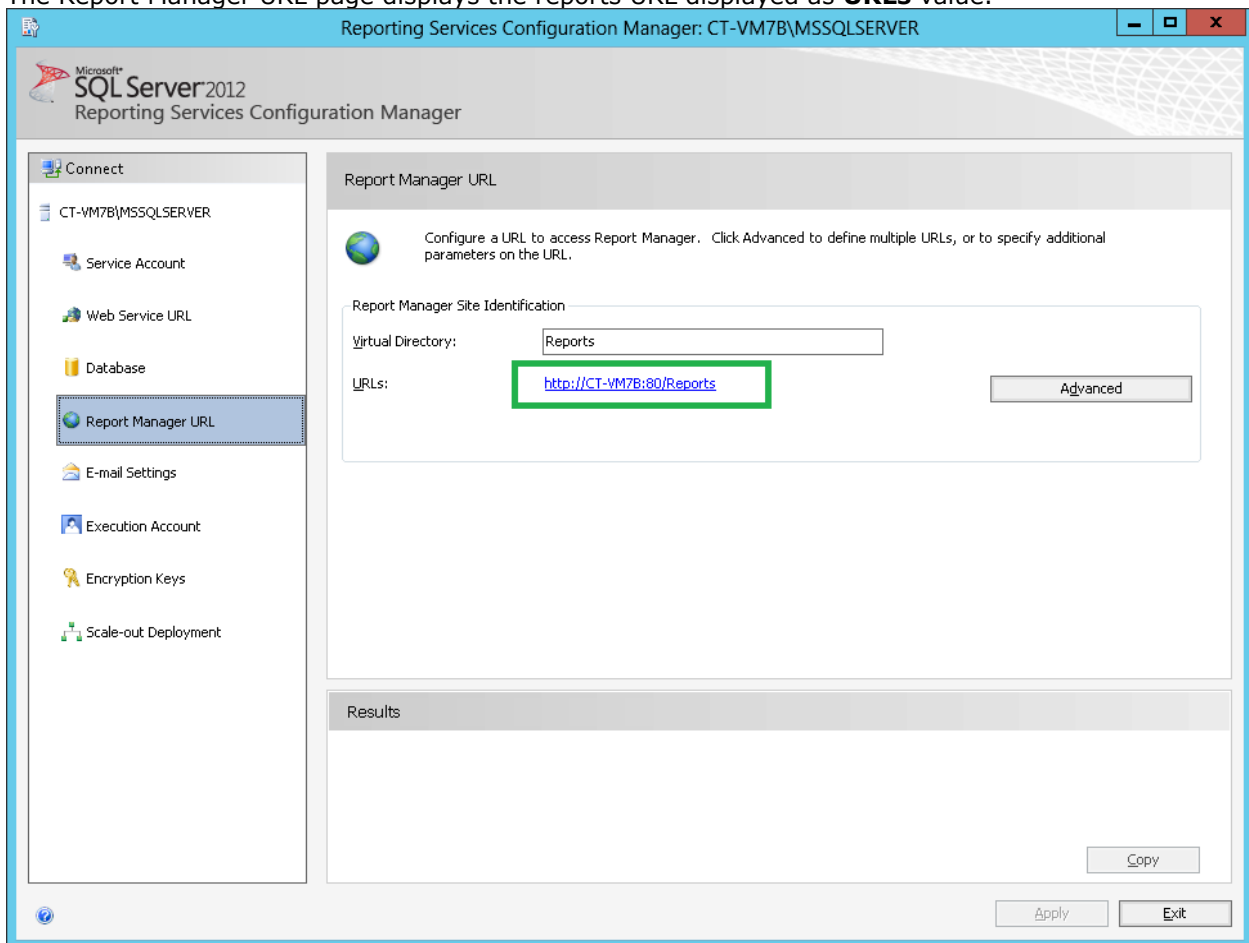 The Report Manager URL page displays the reports URL displayed as URLs value.
Reporting Services Configuration Manager: CT-VM7B\MSSQLSERVER
Microsoft*
SQL Server 2012
Reporting Services Configuration Manager
Connect
CT-VM7B\MSSQLSERVER
Service Account
Web Service URL
Database
Report Manager URL
E-mail Settings
Execution Account
Encryption Keys
Scale-out Deployment
Report Manager URL
Configure a URL to access Report Manager. Click Advanced to define multiple URLs, or to specify additional
parameters on the URL.
Report Manager Site Identification
Virtual Directory: Reports
URLs: http://CT-VM7B:80/Reports
Advanced
Results
Copy
Apply Exit